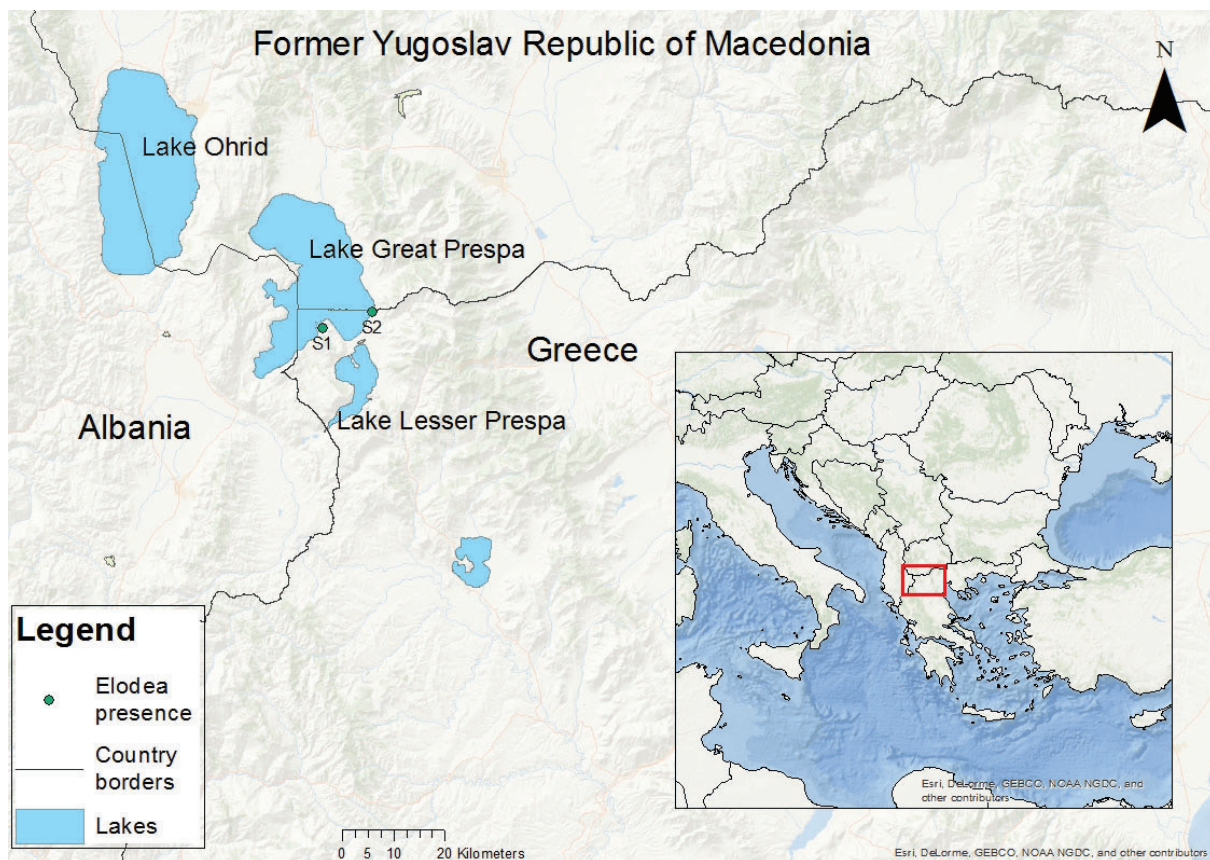 Former Yugoslav Republic of Macedonia
N
Lake Ohrid
Lake Great Prespa
S1
S2
Greece
Albania
Lake Lesser Prespa
Legend
Elodea
presence
Country
borders
Lakes
0 5 10 20 Kilometers
Esri, DeLorme, GEBCO, NOAA NGDC, and
other contributors
Esri, DeLorme, GEBCO, NOAA NGDC, and other contributors